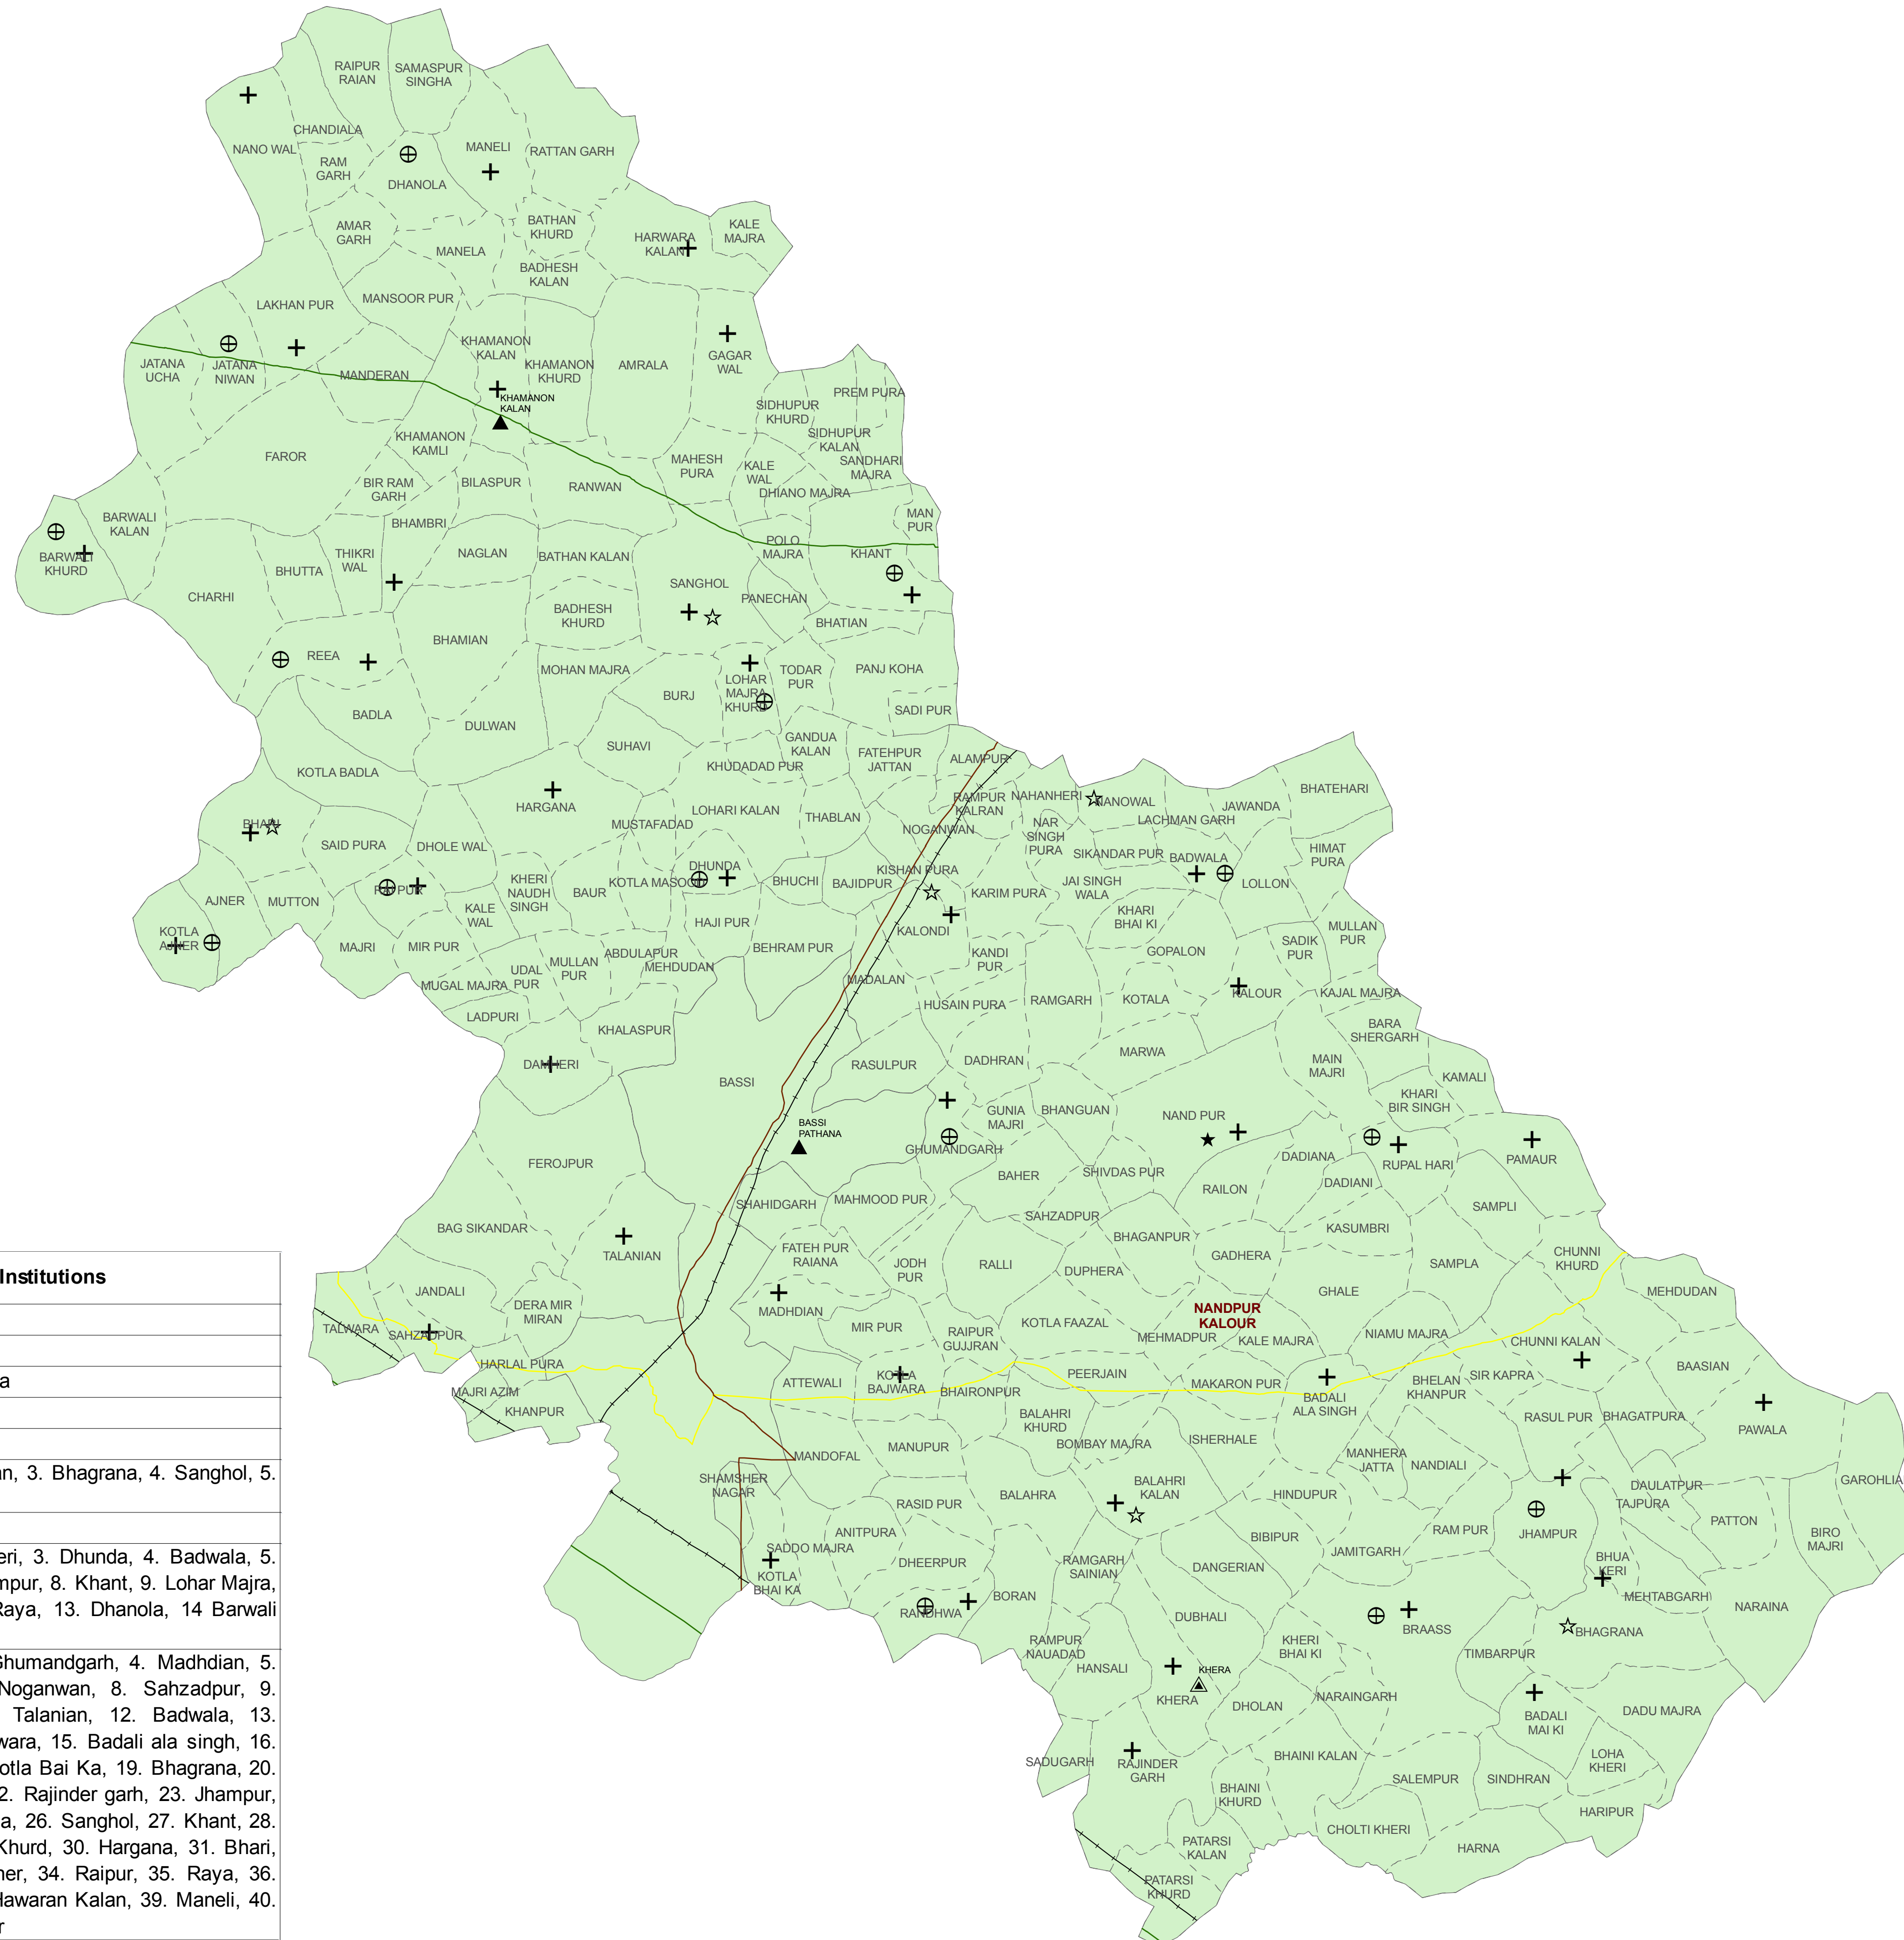 RAIPUR
RAIAN
SAMASPUR
SINGHA
CHANDIALA
NANO WAL
RAM
GARH
DHANOLA
MANELI
RATTAN GARH
AMAR
GARH
MANELA
BATHAN
KHURD
BADHESH
KALAN
HARWARA
KALAN
KALE
MAJRA
LAKHAN PUR
MANSOOR PUR
JATANA
UCHA
JATANA
NIWAN
MANDERAN
KHAMANON
KALAN
KHAMANON
KHURD
KHAMANON
KALAN
AMRALA
GAGAR
WAL
SIDHUPUR
KHURD
PREM PURA
SIDHUPUR
KALAN
SANDHARI
MAJRA
FAROR
KHAMANON
KAMLI
BIR RAM
GARH
BILASPUR
RANWAN
MAHESH
PURA
KALE
WAL
DHIANO MAJRA
MAN
PUR
BARWALI
KALAN
BARWALI
KHURD
CHARHI
BHUTTA
THIKRI
WAL
BHAMBRI
NAGLAN
BATHAN KALAN
POLO
MAJRA
KHANT
SANGHOL
PANECHAN
BHATIAN
BADHESH
KHURD
BHAMIAN
REEA
MOHAN MAJRA
BURJ
LOHAR
MAJRA
KHURD
TODAR
PUR
PANJ KOHA
SADI PUR
BADLA
DULWAN
SUHAVI
GANDUA
KALAN
KHUDADAD PUR
FATEHPUR
JATTAN
ALAMPUR
KOTLA BADLA
HARGANA
LOHARI KALAN
MUSTAFADAD
THABLAN
RAMPUR
KALRAN
NOGANWAN
NAHANHERI
NANOWAL
LACHMAN GARH
JAWANDA
BHATEHARI
BHARI
SAID PURA
DHOLE WAL
NAR
SINGH
PURA
SIKANDAR PUR
BADWALA
HIMAT
PURA
RAIPUR
KHERI
NAUDH
SINGH
BAUR
KOTLA MASOOD
DHUNDA
BHUCHI
BAJIDPUR
KISHAN PURA
KARIM PURA
JAI SINGH
WALA
LOLLON
AJNER
MUTTON
KALE
WAL
HAJI PUR
KALONDI
KHARI
BHAI KI
KOTLA
AJNER
MAJRI
MIR PUR
BEHRAM PUR
KANDI
PUR
GOPALON
SADIK
PUR
MULLAN
PUR
MUGAL MAJRA
UDAL
PUR
MULLAN
PUR
ABDULAPUR
MEHDUDAN
MADALAN
HUSAIN PURA
RAMGARH
KOTALA
KALOUR
KAJAL MAJRA
LADPURI
KHALASPUR
BARA
SHERGARH
DAMHERI
BASSI
RASULPUR
DADHRAN
MARWA
MAIN
MAJRI
KAMALI
KHARI
BIR SINGH
BASSI
PATHANA
GHUMANDGARH
GUNIA
MAJRI
BHANGUAN
NAND PUR
PAMAUR
FEROJPUR
BAHER
SHIVDAS PUR
DADIANA
RUPAL HARI
DADIANI
RAILON
SHAHIDGARH
MAHMOOD PUR
SAHZADPUR
SAMPLI
BAG SIKANDAR
KASUMBRI
BHAGANPUR
TALANIAN
FATEH PUR
RAIANA
JODH
PUR
RALLI
DUPHERA
GADHERA
SAMPLA
CHUNNI
KHURD
JANDALI
DERA MIR
MIRAN
MADHDIAN
GHALE
MEHDUDAN
NANDPUR
KALOUR
TALWARA
SAHZADPUR
MIR PUR
RAIPUR
GUJJRAN
KOTLA FAAZAL
MEHMADPUR
KALE MAJRA
NIAMU MAJRA
CHUNNI KALAN
HARLAL PURA
MAJRI AZIM
KHANPUR
ATTEWALI
KOTLA
BAJWARA
BHAIRONPUR
PEERJAIN
MAKARON PUR
BADALI
ALA SINGH
BHELAN
KHANPUR
SIR KAPRA
BAASIAN
BALAHRI
KHURD
RASUL PUR
BHAGATPURA
PAWALA
MANDOFAL
MANUPUR
BOMBAY MAJRA
ISHERHALE
MANHERA
JATTA
NANDIALI
SHAMSHER
NAGAR
BALAHRA
BALAHRI
KALAN
HINDUPUR
DAULATPUR
TAJPURA
GAROHLIA
RASID PUR
ANITPURA
RAM PUR
JHAMPUR
PATTON
BIRO
MAJRI
SADDO MAJRA
DHEERPUR
RAMGARH
SAINIAN
BIBIPUR
DANGERIAN
JAMITGARH
BHUA
KERI
KOTLA
BHAI KA
BORAN
MEHTABGARH
NARAINA
RANDHWA
DUBHALI
BRAASS
BHAGRANA
RAMPUR
NAUADAD
HANSALI
KHERI
BHAI KI
TIMBARPUR
KHERA
KHERA
DHOLAN
NARAINGARH
BADALI
MAI KI
DADU MAJRA
SADUGARH
RAJINDER
GARH
BHAINI KALAN
LOHA
KHERI
BHAINI
KHURD
SALEMPUR
SINDHRAN
HARIPUR
CHOLTI KHERI
PATARSI
KALAN
HARNA
PATARSI
KHURD
Institutions
a
an, 3. Bhagrana, 4. Sanghol, 5.
eri, 3. Dhunda, 4. Badwala, 5.
mpur, 8. Khant, 9. Lohar Majra,
Raya, 13. Dhanola, 14 Barwali
Ghumandgarh, 4. Madhdian, 5.
Noganwan, 8. Sahzadpur, 9.
Talanian, 12. Badwala, 13.
wara, 15. Badali ala singh, 16.
otla Bai Ka, 19. Bhagrana, 20.
2. Rajinder garh, 23. Jhampur,
a, 26. Sanghol, 27. Khant, 28.
Khurd, 30. Hargana, 31. Bhari,
ner, 34. Raipur, 35. Raya, 36.
Hawaran Kalan, 39. Maneli, 40.
r